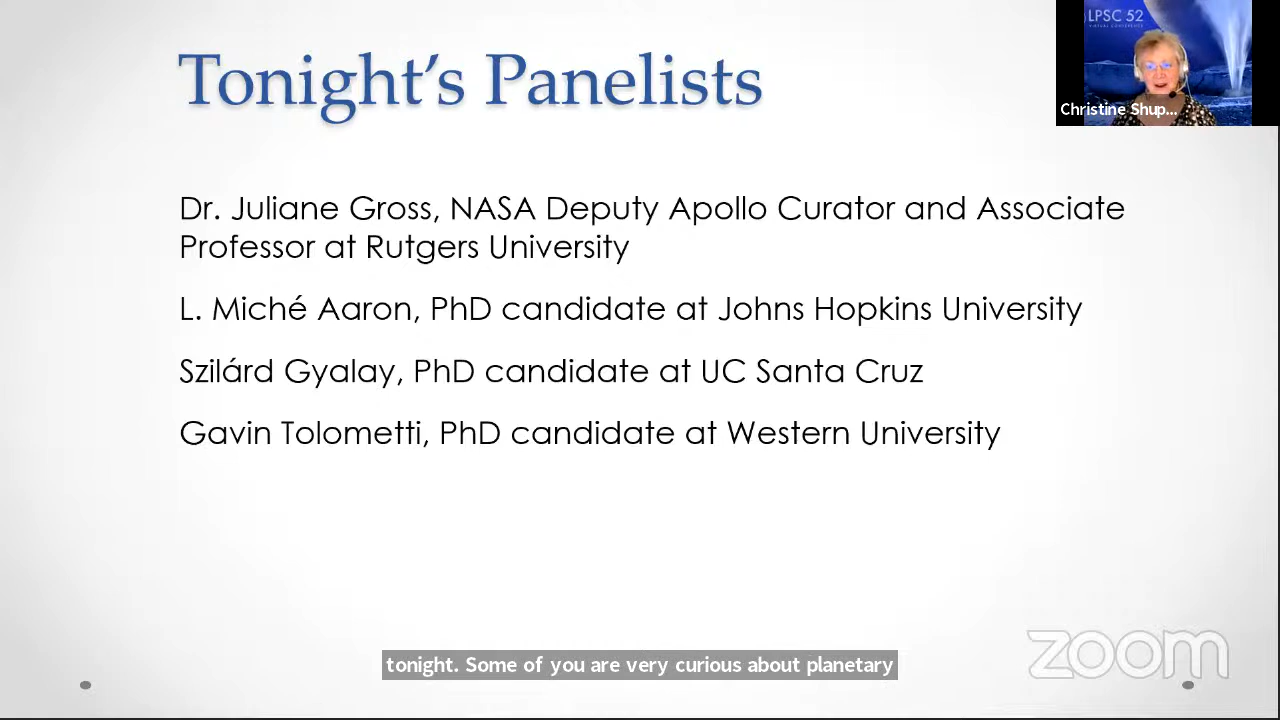 LPSC 52
VIRTUAL CONFERENCE
Christine Shup...
Tonight's Panelists
Dr. Juliane Gross, NASA Deputy Apollo Curator and Associate
Professor at Rutgers University
L. Miché Aaron, PhD candidate at Johns Hopkins University
Szilárd Gyalay, PhD candidate at UC Santa Cruz
Gavin Tolometti, PhD candidate at Western University
tonight. Some of you are very curious about planetary
zoom